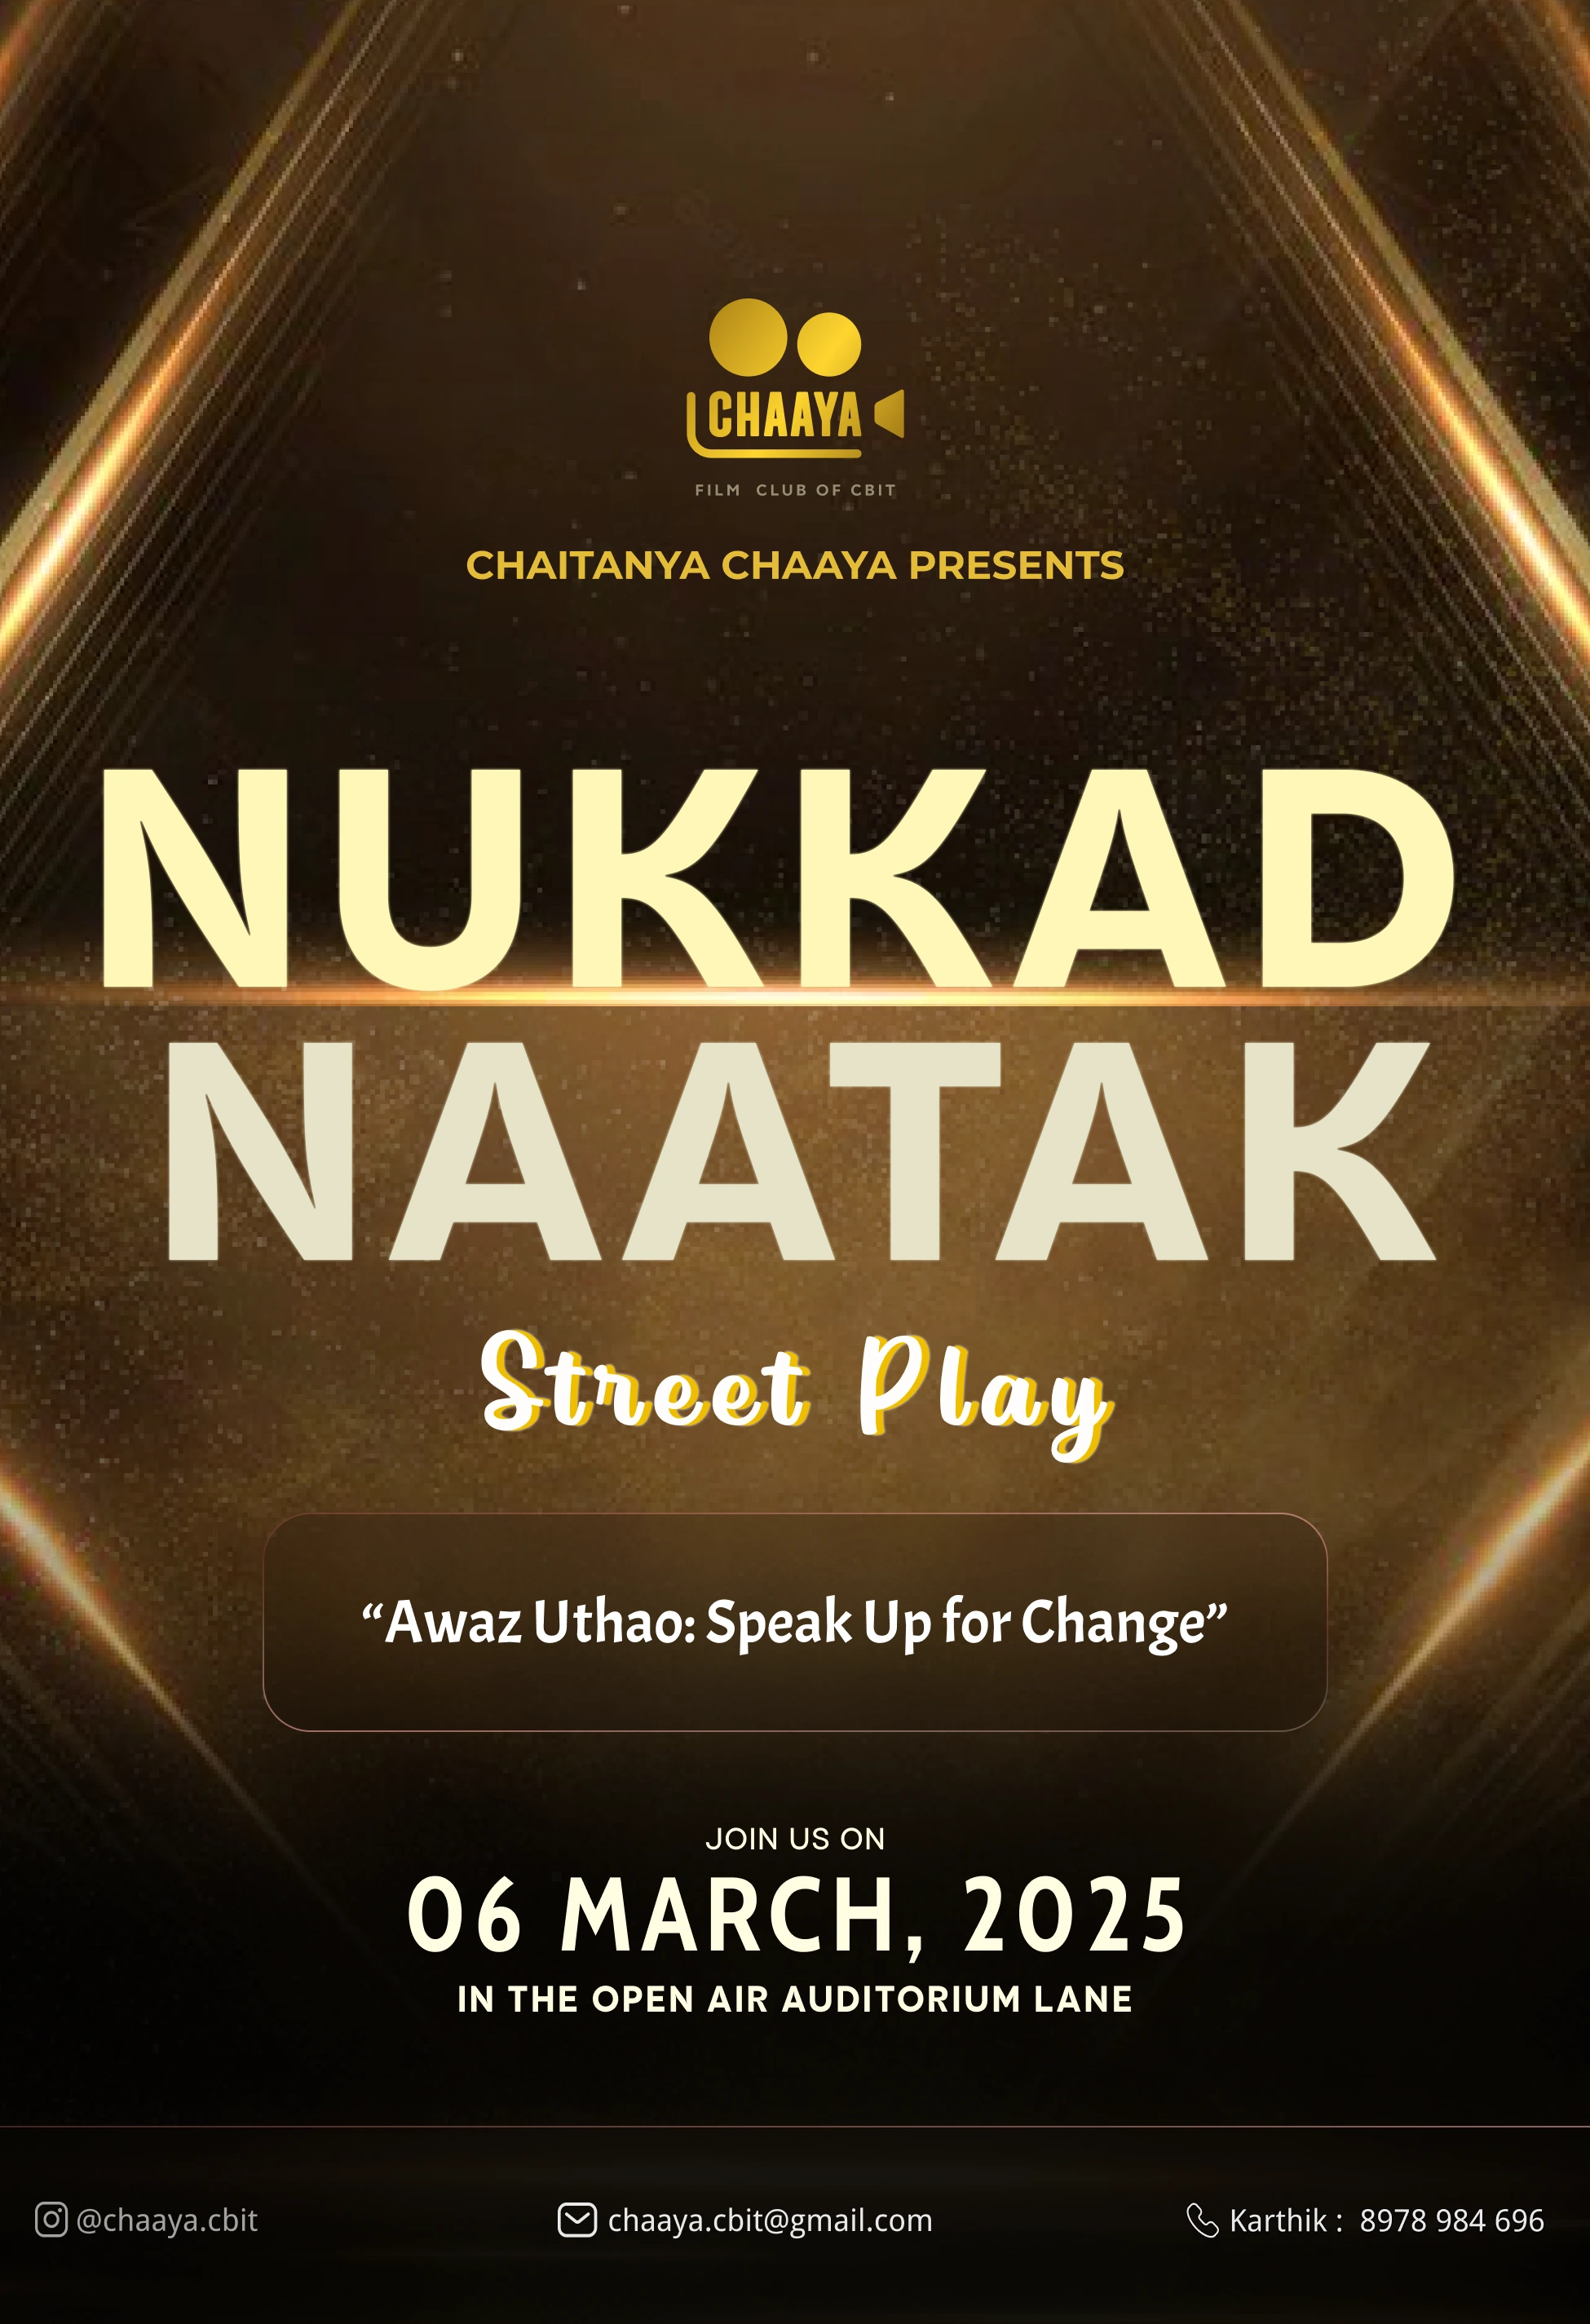 CHAAYA
FILM CLUB OF CBIT
CHAITANYA CHAAYA PRESENTS
NUKKAD
NAATAK
Street Play
“Awaz Uthao: Speak Up for Change”
JOIN US ON
06 MARCH, 2025
IN THE OPEN AIR AUDITORIUM LANE
@chaaya.cbit
chaaya.cbit@gmail.com
Karthik : 8978 984 696